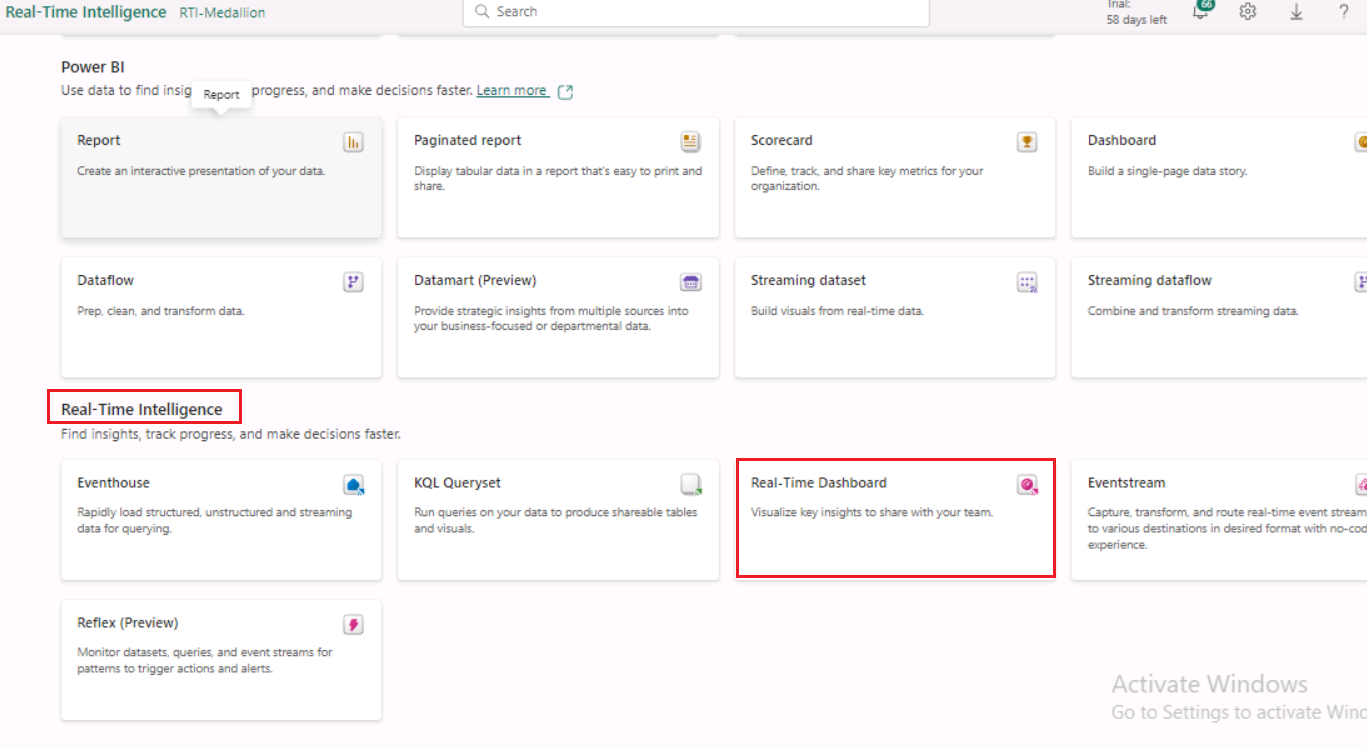 Real-Time Intelligence RTI-Medallion
Search
Trial:
58 days left
66
?
Power BI
Use data to find insig progress, and make decisions faster. Learn more
Report
Report
Create an interactive presentation of your data.
Paginated report
Display tabular data in a report that's easy to print and
share.
Scorecard
Define, track, and share key metrics for your
organization.
Dashboard
Build a single-page data story.
Dataflow
Prep, clean, and transform data.
Datamart (Preview)
Provide strategic insights from multiple sources into
your business-focused or departmental data.
Streaming dataset
Build visuals from real-time data.
Streaming dataflow
Combine and transform streaming data.
Real-Time Intelligence
Find insights, track progress, and make decisions faster.
Eventhouse
Rapidly load structured, unstructured and streaming
data for querying.
KQL Queryset
Run queries on your data to produce shareable tables
and visuals.
Real-Time Dashboard
Visualize key insights to share with your team.
Eventstream
Capture, transform, and route real-time event stream
to various destinations in desired format with no-cod
experience.
Reflex (Preview)
Monitor datasets, queries, and event streams for
patterns to trigger actions and alerts.
Activate Windows
Go to Settings to activate Wind